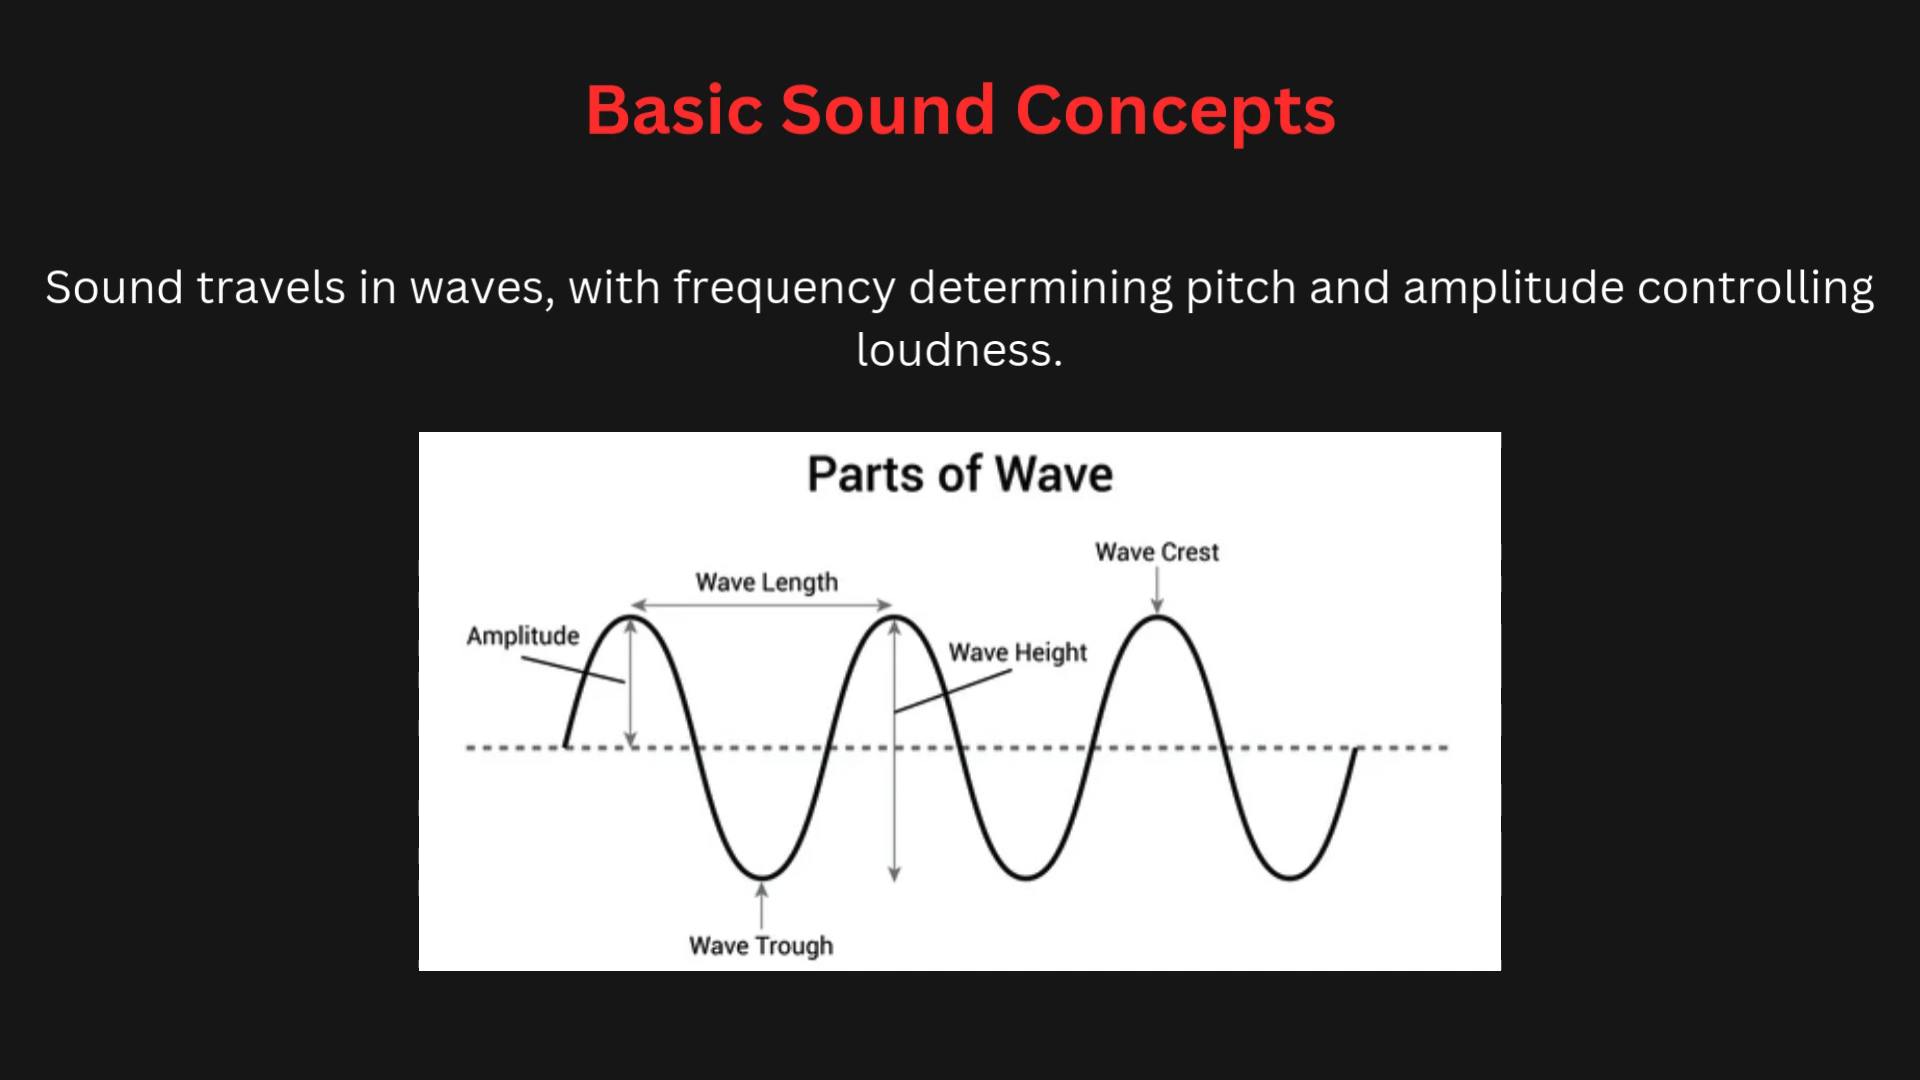 Basic Sound Concepts
Sound travels in waves, with frequency determining pitch and amplitude controlling
loudness.
Parts of Wave
Wave Crest
Wave Length
Amplitude
Wave Height
Wave Trough